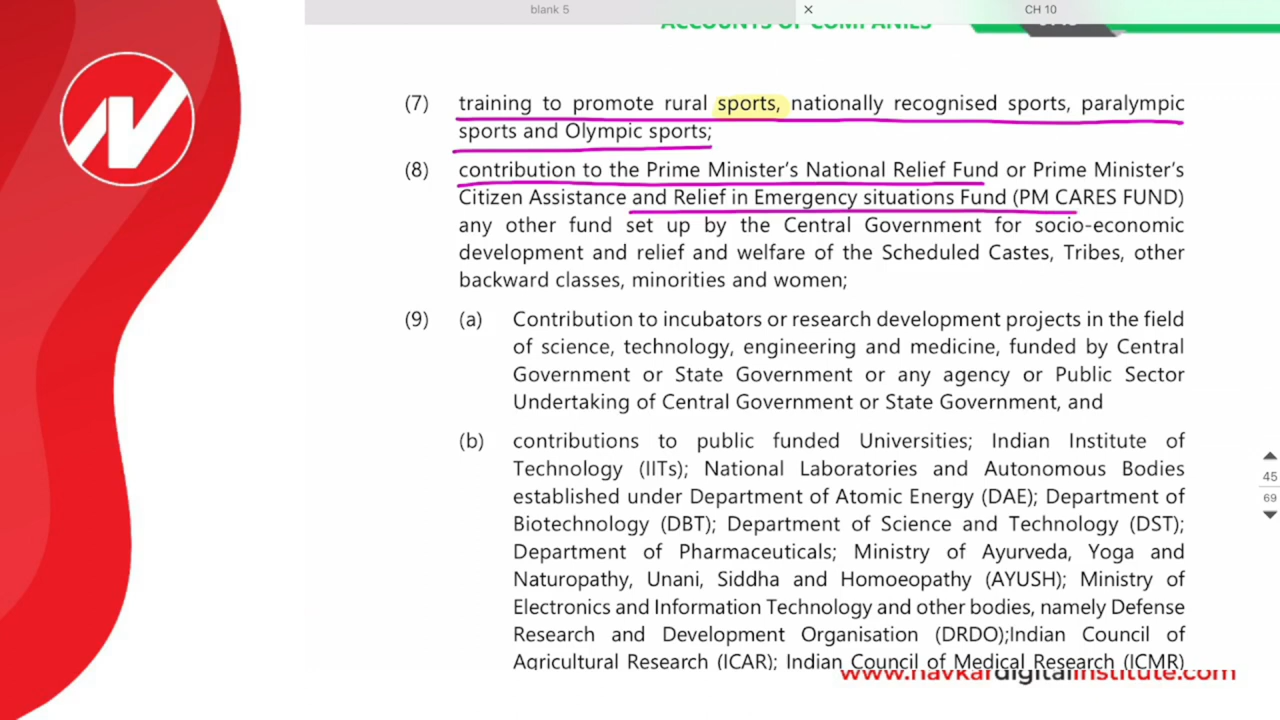 blank 5
×
CH 10
ACCOUNTS OF COMPANIES
(7) training to promote rural sports, nationally recognised sports, paralympic
sports and Olympic sports;
(8) contribution to the Prime Minister’s National Relief Fund or Prime Minister’s
Citizen Assistance and Relief in Emergency situations Fund (PM CARES FUND)
any other fund set up by the Central Government for socio-economic
development and relief and welfare of the Scheduled Castes, Tribes, other
backward classes, minorities and women;
(9) (a) Contribution to incubators or research development projects in the field
of science, technology, engineering and medicine, funded by Central
Government or State Government or any agency or Public Sector
Undertaking of Central Government or State Government, and
(b) contributions to public funded Universities; Indian Institute of
Technology (IITs); National Laboratories and Autonomous Bodies
established under Department of Atomic Energy (DAE); Department of
Biotechnology (DBT); Department of Science and Technology (DST);
Department of Pharmaceuticals; Ministry of Ayurveda, Yoga and
Naturopathy, Unani, Siddha and Homoeopathy (AYUSH); Ministry of
Electronics and Information Technology and other bodies, namely Defense
Research and Development Organisation (DRDO);Indian Council of
Agricultural Research (ICAR); Indian Council of Medical Research (ICMR)
45
69
www.navkardigitalinstitute.com